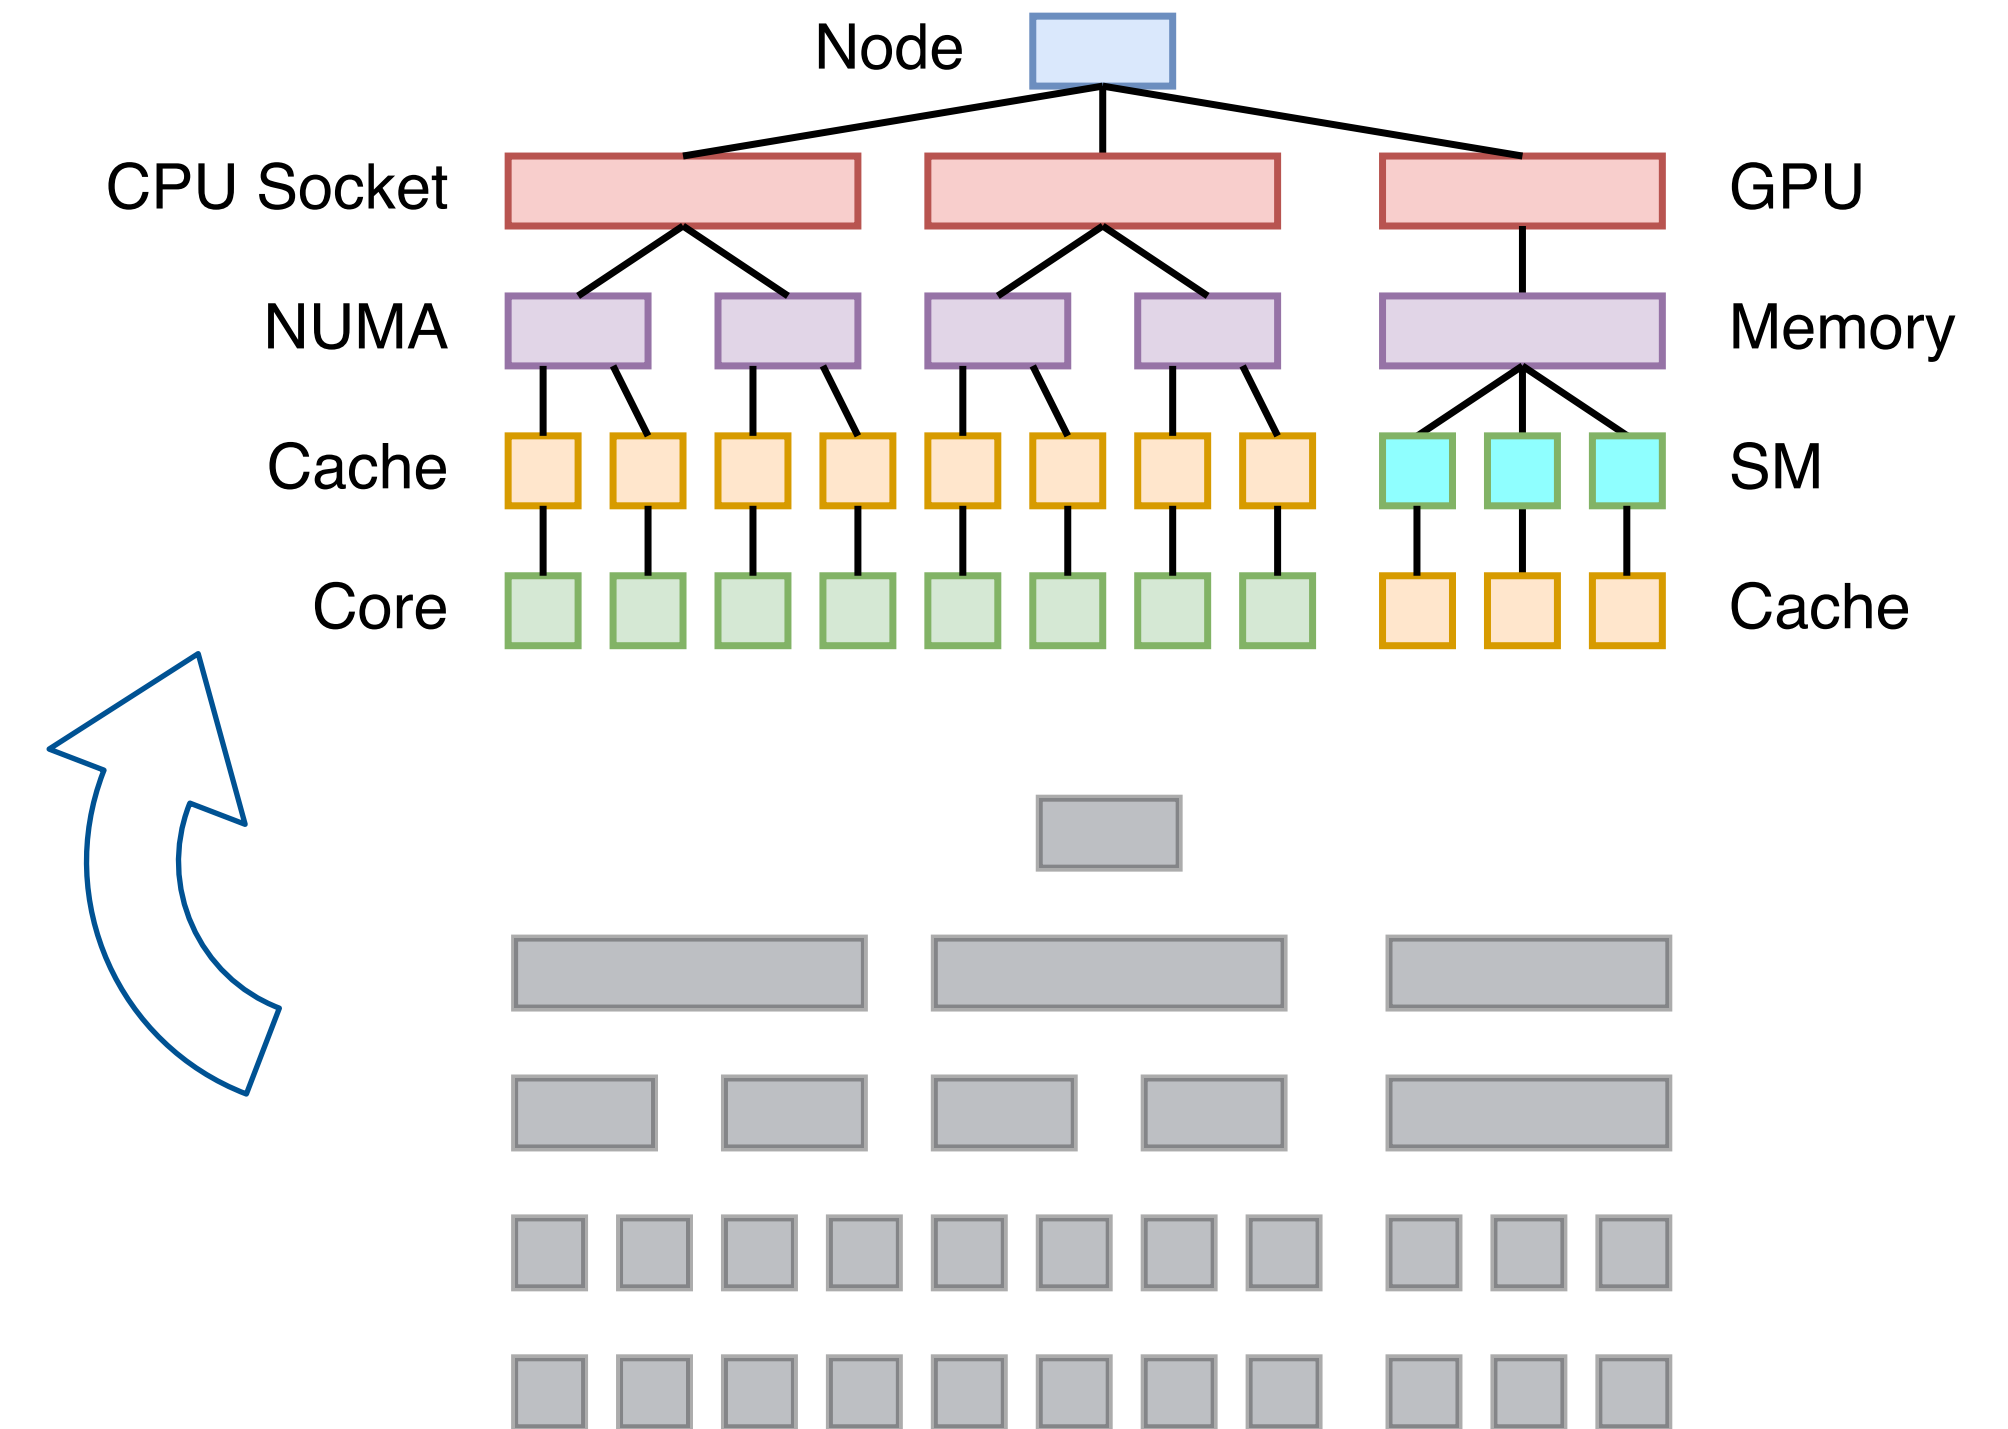 Node
CPU Socket
GPU
NUMA
Memory
Cache
SM
Core
Cache